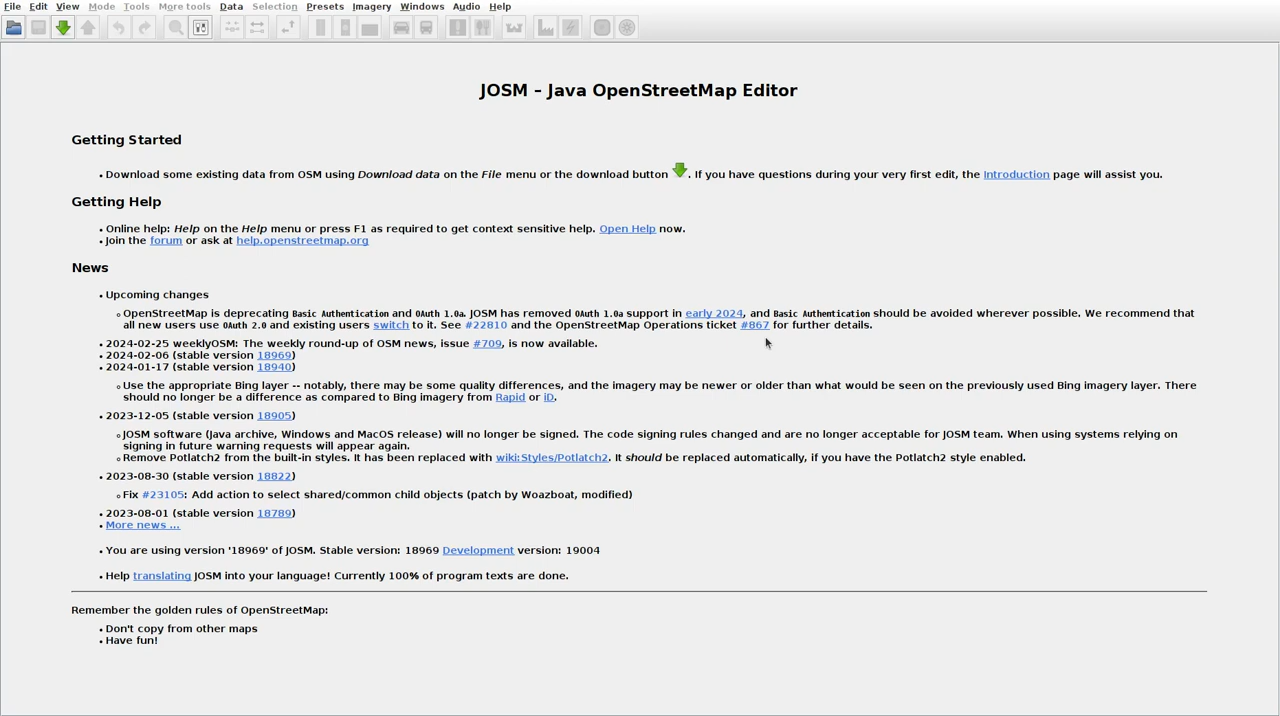 File Edit View Mode Tools More tools Data Selection Presets Imagery Windows Audio Help
JOSM – Java OpenStreetMap Editor
Getting Started
• Download some existing data from OSM using Download data on the File menu or the download button . If you have questions during your very first edit, the Introduction page will assist you.
Getting Help
• Online help: Help on the Help menu or press F1 as required to get context sensitive help. Open Help now.
• Join the forum or ask at help.openstreetmap.org
News
• Upcoming changes
◦ OpenStreetMap is deprecating Basic Authentication and OAuth 1.0a. JOSM has removed OAuth 1.0a support in early 2024, and Basic Authentication should be avoided wherever possible. We recommend that
all new users use OAuth 2.0 and existing users switch to it. See #22810 and the OpenStreetMap Operations ticket #867 for further details.
• 2024-02-25 weeklyOSM: The weekly round-up of OSM news, issue #709, is now available.
• 2024-02-06 (stable version 18969)
• 2024-01-17 (stable version 18940)
◦ Use the appropriate Bing layer -- notably, there may be some quality differences, and the imagery may be newer or older than what would be seen on the previously used Bing imagery layer. There
should no longer be a difference as compared to Bing imagery from Rapid or iD.
• 2023-12-05 (stable version 18905)
◦ JOSM software (Java archive, Windows and MacOS release) will no longer be signed. The code signing rules changed and are no longer acceptable for JOSM team. When using systems relying on
signing in future warning requests will appear again.
◦ Remove Potlatch2 from the built-in styles. It has been replaced with wiki:Styles/Potlatch2. It should be replaced automatically, if you have the Potlatch2 style enabled.
• 2023-08-30 (stable version 18822)
◦ Fix #23105: Add action to select shared/common child objects (patch by Woazboat, modified)
• 2023-08-01 (stable version 18789)
• More news ...
• You are using version '18969' of JOSM. Stable version: 18969 Development version: 19004
• Help translating JOSM into your language! Currently 100% of program texts are done.
Remember the golden rules of OpenStreetMap:
• Don't copy from other maps
• Have fun!